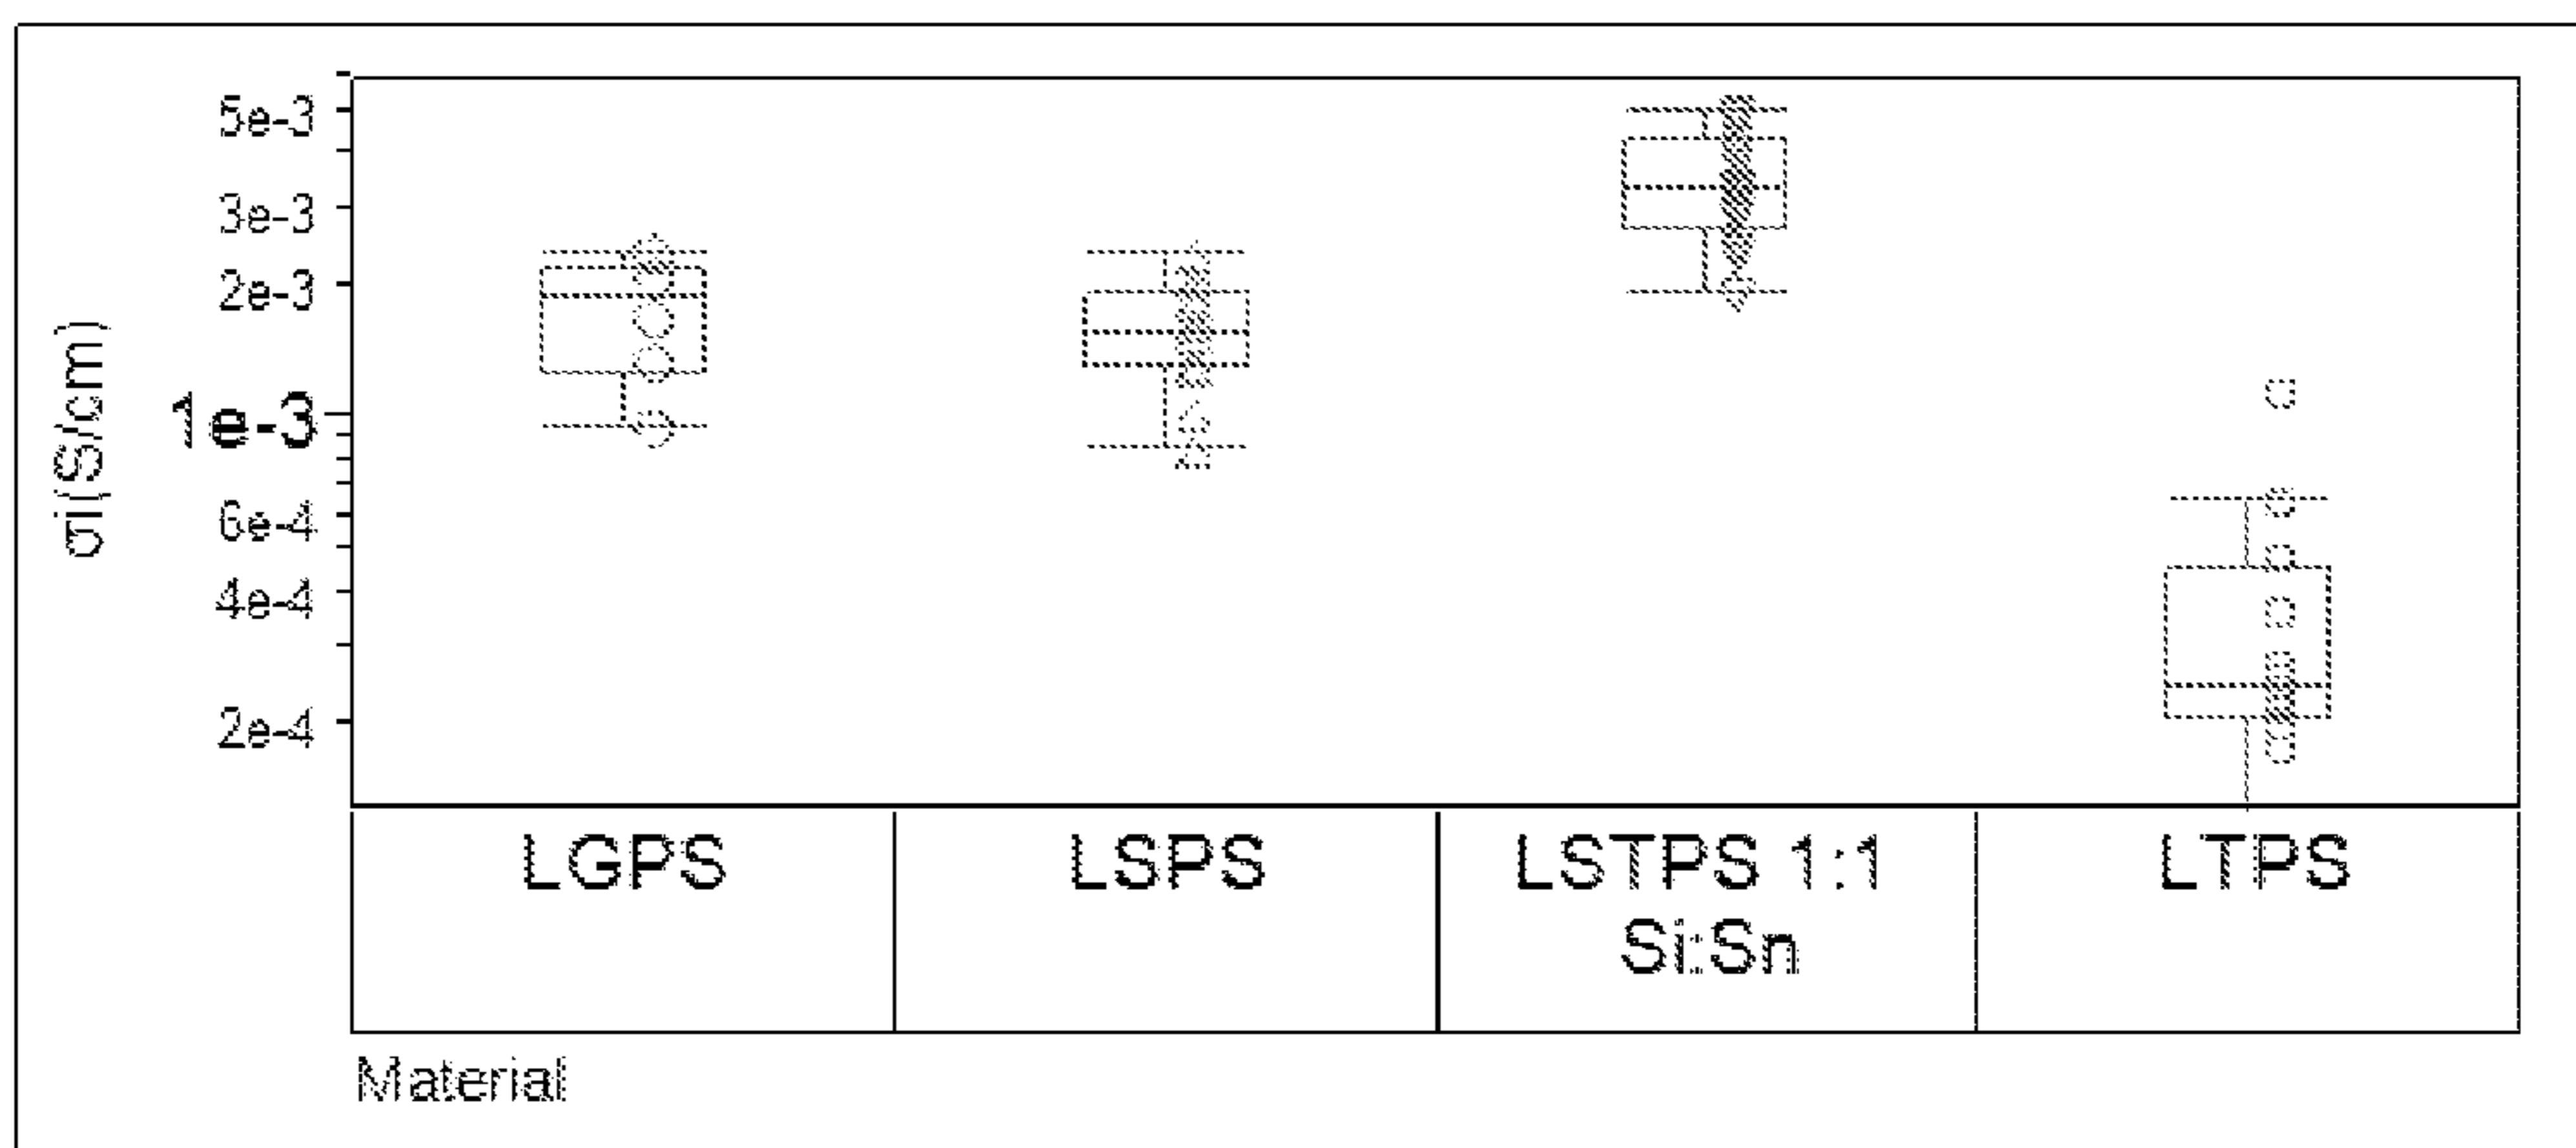 σi(S/cm)
5e-3
3e-3
2e-3
1e-3
6e-4
4e-4
2e-4
LGPS
LSPS
LSTPS 1:1
Si:Sn
LTPS
Material